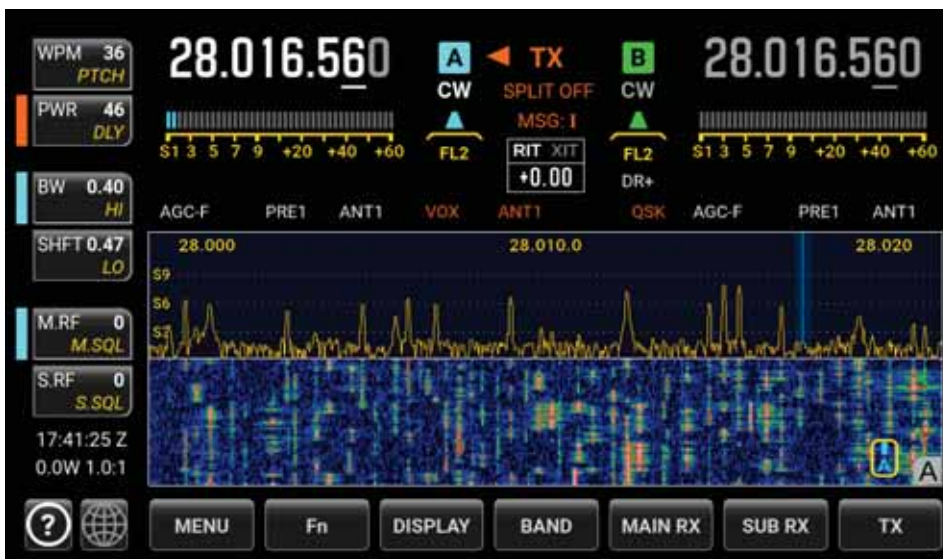 WPM 36
PTCH
PWR 46
DLY
BW 0.40
HI
SHFT 0.47
LO
M.RF 0
M.SQL
S.RF 0
S.SQL
17:41:25 Z
0.0W 1.0:1
28.016.560
A TX B
CW SPLIT OFF CW
MSG: I
28.016.560
S1 3 5 7 9 +20 +40 +60
FL2
RIT XIT
+0.00
FL2
DR+
S1 3 5 7 9 +20 +40 +60
AGC-F PRE1 ANT1 VOX ANT1 QSK AGC-F PRE1 ANT1
28.000 28.010.0 28.020
S9
S6
A
A
? MENU Fn DISPLAY BAND MAIN RX SUB RX TX